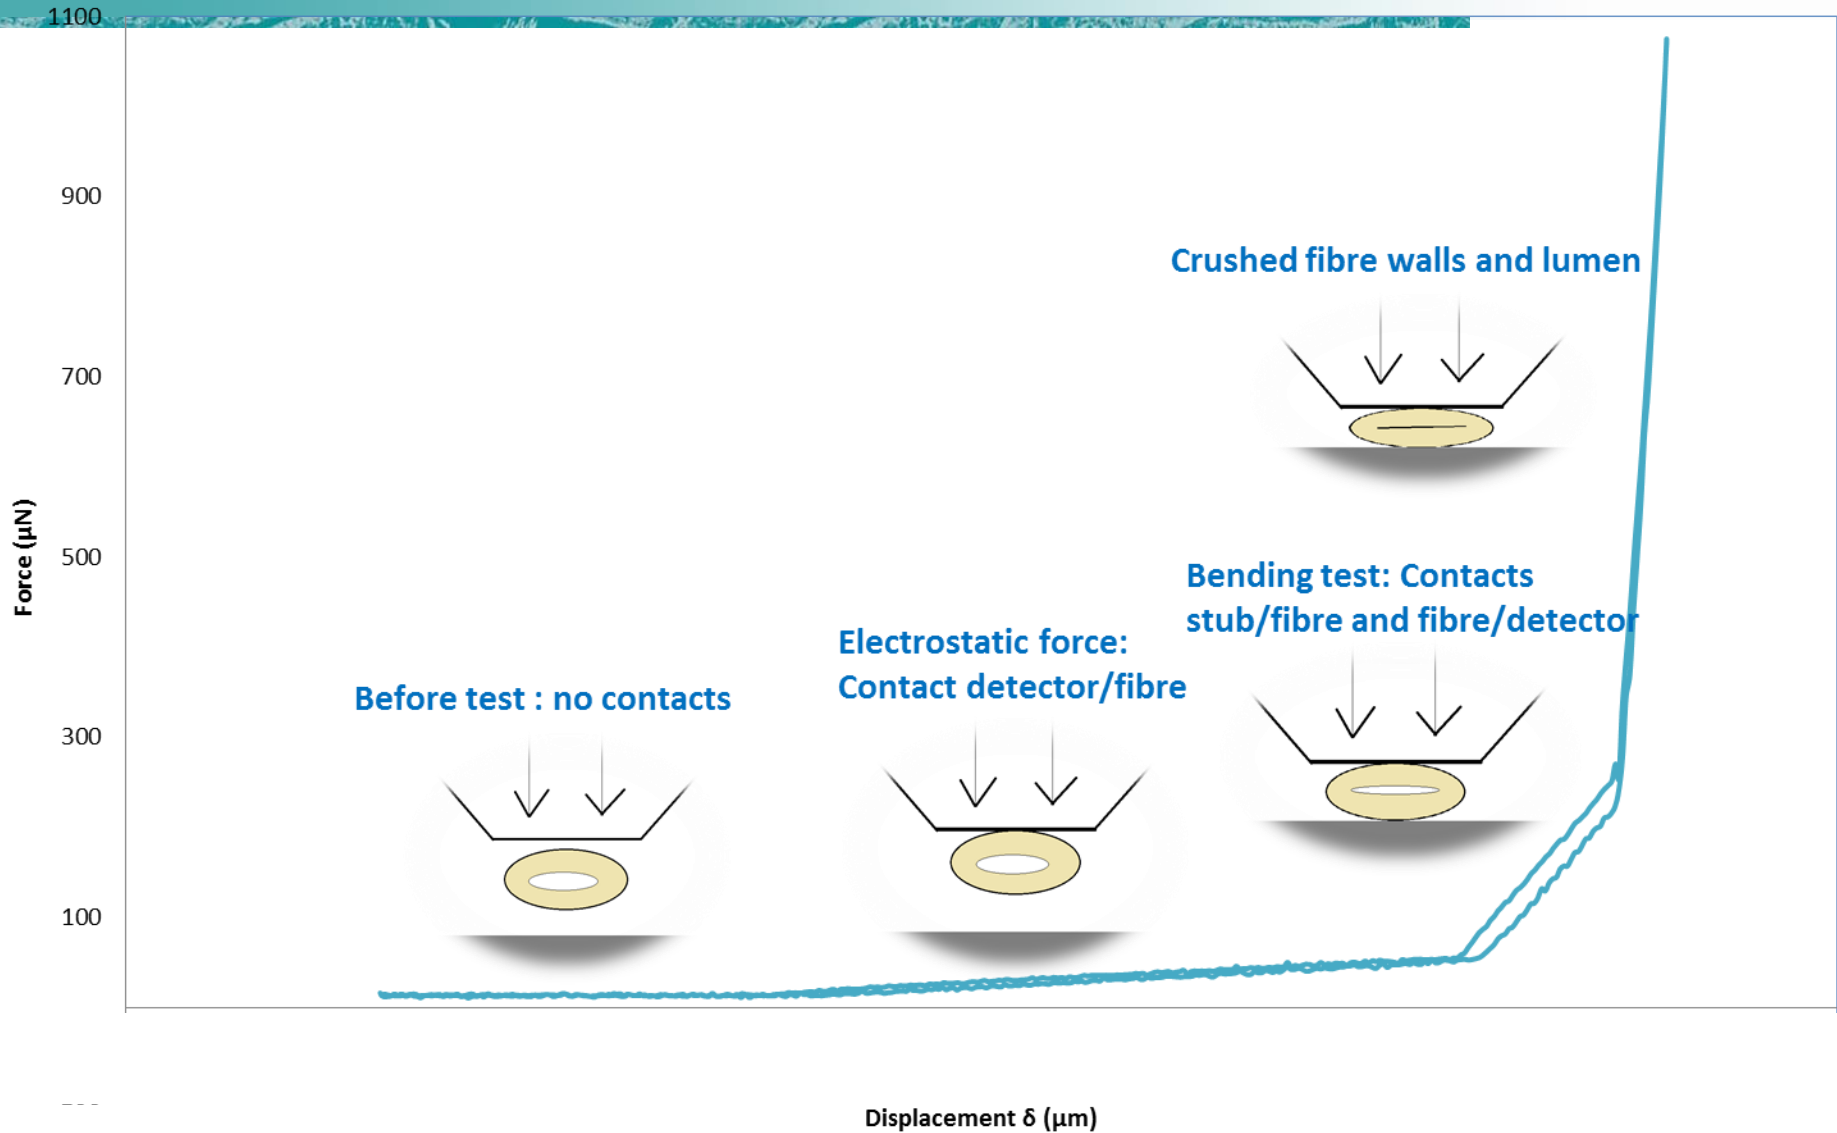 1100
900
700
500
300
100
Force (µN)
Crushed fibre walls and lumen
Bending test: Contacts
stub/fibre and fibre/detector
Electrostatic force:
Contact detector/fibre
Before test : no contacts
Displacement δ (µm)